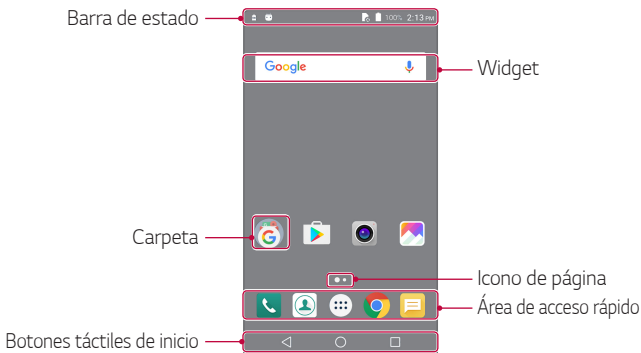 Barra de estado
100% 2:13 PM
Google
Widget
Carpeta
Icono de página
Área de acceso rápido
Botones táctiles de inicio